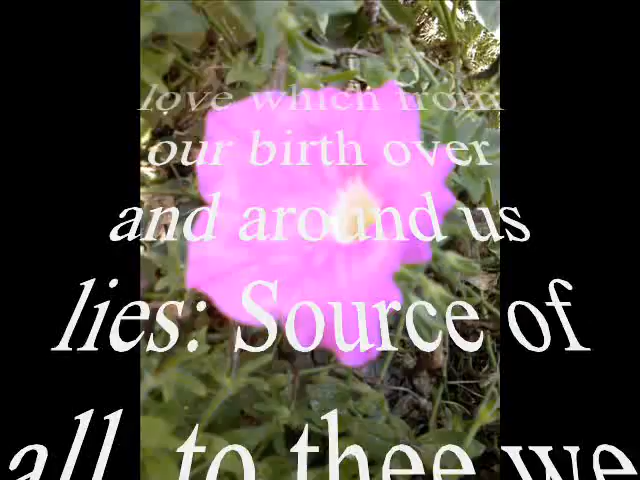 love which from
our birth over
and around us
lies: Source of
all, to thee we